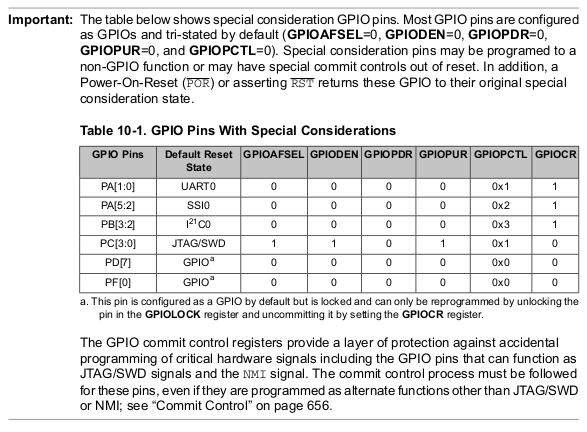 Important: The table below shows special consideration GPIO pins. Most GPIO pins are configured
as GPIOs and tri-stated by default (GPIOAFSEL=0, GPIODEN=0, GPIOPDR=0,
GPIOPUR=0, and GPIOPCTL=0). Special consideration pins may be programed to a
non-GPIO function or may have special commit controls out of reset. In addition, a
Power-On-Reset (POR) or asserting RST returns these GPIO to their original special
consideration state.
Table 10-1. GPIO Pins With Special Considerations
GPIO Pins Default Reset State GPIOAFSEL GPIODEN GPIOPDR GPIOPUR GPIOPCTL GPIOCR
PA[1:0] UART0 0 0 0 0 0x1 1
PA[5:2] SSI0 0 0 0 0 0x2 1
PB[3:2] I21C0 0 0 0 0 0x3 1
PC[3:0] JTAG/SWD 1 1 0 1 0x1 0
PD[7] GPIOa 0 0 0 0 0x0 0
PF[0] GPIOa 0 0 0 0 0x0 0
a. This pin is configured as a GPIO by default but is locked and can only be reprogrammed by unlocking the
pin in the GPIOLOCK register and uncommitting it by setting the GPIOCR register.
The GPIO commit control registers provide a layer of protection against accidental
programming of critical hardware signals including the GPIO pins that can function as
JTAG/SWD signals and the NMI signal. The commit control process must be followed
for these pins, even if they are programmed as alternate functions other than JTAG/SWD
or NMI; see “Commit Control” on page 656.